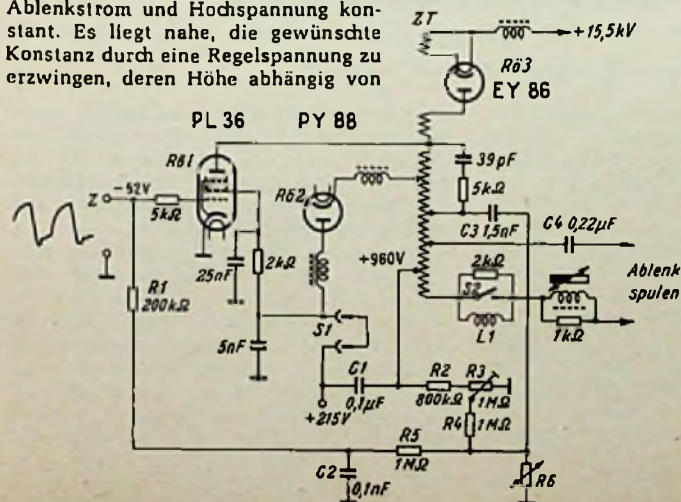 Ablenkstrom und Hochspannung kon-
stant. Es liegt nahe, die gewünschte
Konstanz durch eine Regelspannung zu
erzwingen, deren Höhe abhängig von
ZT
+15,5kV
Rö3
EY 86
PL 36
PY 88
Rö1
Rö2
Z
-52V
5kΩ
39pF
5kΩ
C3 1,5nF
C4 0,22µF
R1
200kΩ
25nF
2kΩ
+960V
2kΩ
S2
L1
Ablenk
spulen
1kΩ
5nF
S1
C1
0,1µF
+215V
R2
800kΩ
R3
1MΩ
R4
1MΩ
R5
1MΩ
C2
0,1nF
R6